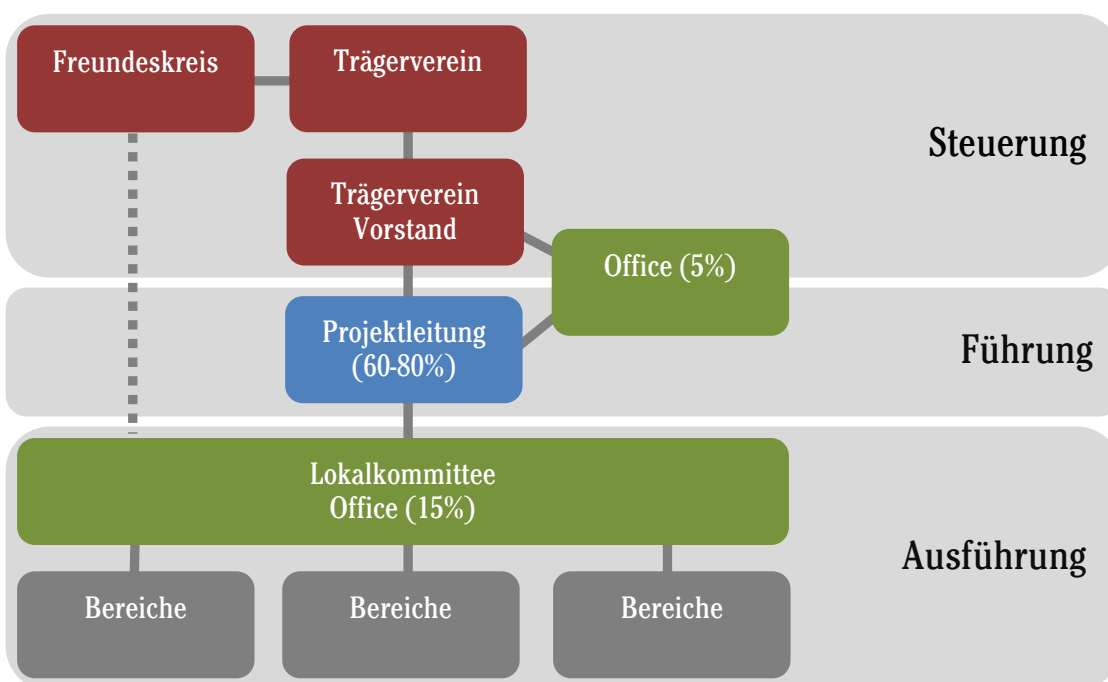 Freundeskreis
Trägerverein
Steuerung
Trägerverein
Vorstand
Office (5%)
Projektleitung
(60-80%)
Führung
Lokalkommittee
Office (15%)
Ausführung
Bereiche
Bereiche
Bereiche